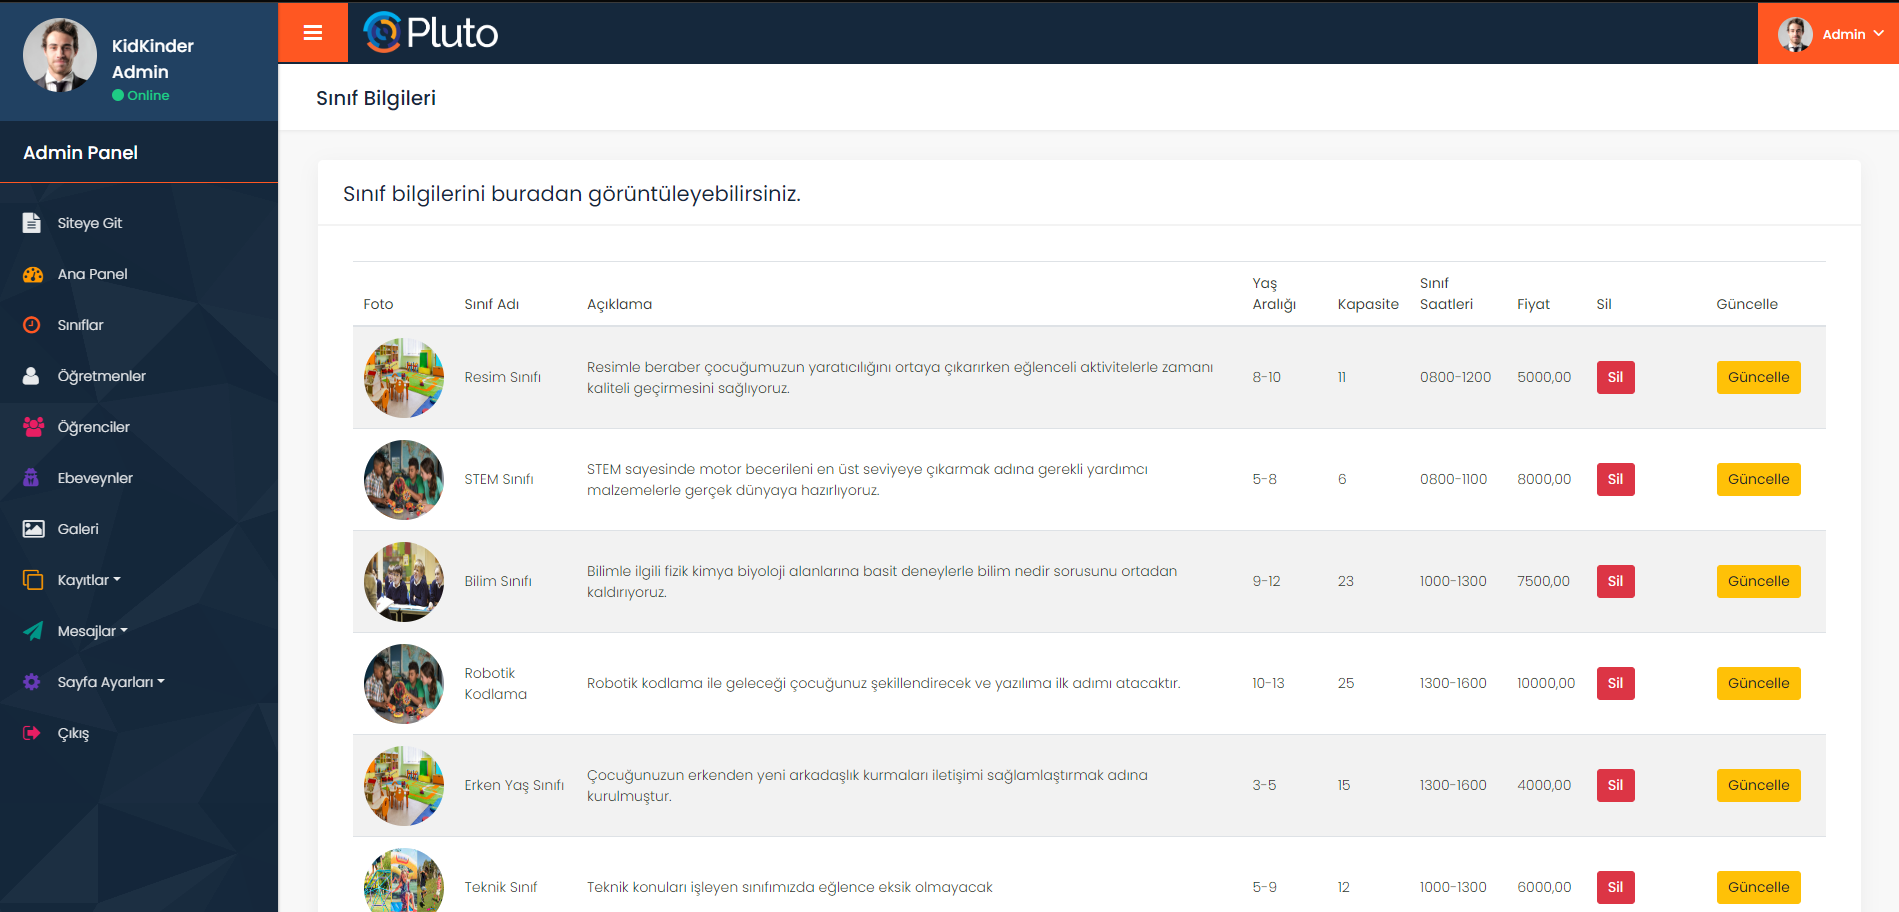 KidKinder
Admin
Online
Pluto
Admin
Admin Panel
Siteye Git
Ana Panel
Sınıflar
Öğretmenler
Öğrenciler
Ebeveynler
Galeri
Kayıtlar
Mesajlar
Sayfa Ayarları
Çıkış
Sınıf Bilgileri
Sınıf bilgilerini buradan görüntüleyebilirsiniz.
Foto
Sınıf Adı
Açıklama
Yaş
Aralığı
Kapasite
Sınıf
Saatleri
Fiyat
Sil
Güncelle
Resim Sınıfı
Resimle beraber çocuğumuzun yaratıcılığını ortaya çıkarırken eğlenceli aktivitelerle zamanı
kaliteli geçirmesini sağlıyoruz.
8-10
11
0800-1200
5000,00
Sil
Güncelle
STEM Sınıfı
STEM sayesinde motor becerileni en üst seviyeye çıkarmak adına gerekli yardımcı
malzemelerle gerçek dünyaya hazırlıyoruz.
5-8
6
0800-1100
8000,00
Sil
Güncelle
Bilim Sınıfı
Bilimle ilgili fizik kimya biyoloji alanlarına basit deneylerle bilim nedir sorusunu ortadan
kaldırıyoruz.
9-12
23
1000-1300
7500,00
Sil
Güncelle
Robotik
Kodlama
Robotik kodlama ile geleceği çocuğunuz şekillendirecek ve yazılıma ilk adımı atacaktır.
10-13
25
1300-1600
10000,00
Sil
Güncelle
Erken Yaş Sınıfı
Çocuğunuzun erkenden yeni arkadaşlık kurmaları iletişimi sağlamlaştırmak adına
kurulmuştur.
3-5
15
1300-1600
4000,00
Sil
Güncelle
Teknik Sınıf
Teknik konuları işleyen sınıfımızda eğlence eksik olmayacak
5-9
12
1000-1300
6000,00
Sil
Güncelle